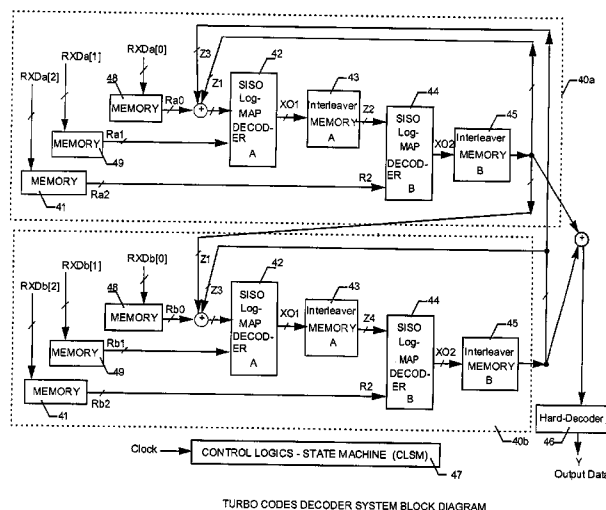 RXDa[0]
RXDa[1]
RXDa[2]
48
MEMORY
Ra0
Z3
Z1
+
42
SISO
Log-
MAP
DECODER
A
XO1
43
Interleaver
MEMORY
A
Z2
44
SISO
Log-
MAP
DECOD-
ER
B
XO2
45
Interleaver
MEMORY
B
40a
MEMORY
49
Ra1
MEMORY
41
Ra2
R2
+
RXDb[0]
RXDb[1]
RXDb[2]
48
MEMORY
Rb0
Z1
Z3
+
42
SISO
Log-
MAP
DECOD-
ER
A
XO1
43
Interleaver
MEMORY
A
Z4
44
SISO
Log-
MAP
DECOD-
ER
B
XO2
45
Interleaver
MEMORY
B
MEMORY
49
Rb1
MEMORY
41
Rb2
R2
40b
Hard-Decoder
46
Y
Output Data
Clock
CONTROL LOGICS - STATE MACHINE (CLSM)
47
TURBO CODES DECODER SYSTEM BLOCK DIAGRAM